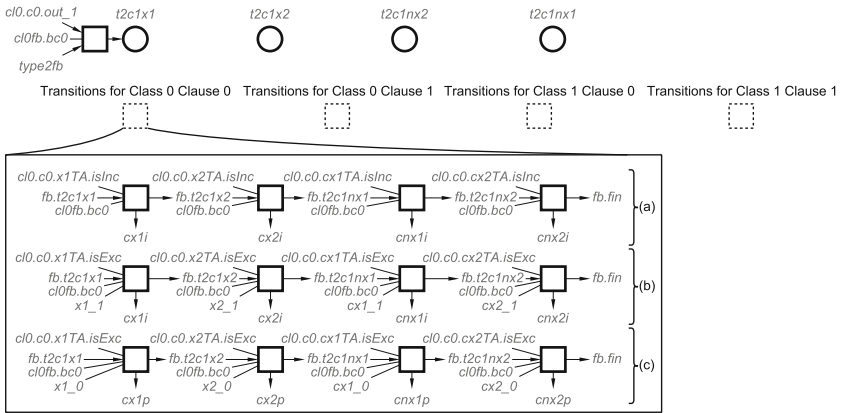 cl0.c0.out_1 t2c1x1 t2c1x2 t2c1nx2 t2c1nx1
cl0fb.bc0
type2fb
Transitions for Class 0 Clause 0 Transitions for Class 0 Clause 1 Transitions for Class 1 Clause 0 Transitions for Class 1 Clause 1
cl0.c0.x1TA.isInc cl0.c0.x2TA.isInc cl0.c0.cx1TA.isInc cl0.c0.cx2TA.isInc
fb.t2c1x1 fb.t2c1x2 fb.t2c1nx1 fb.t2c1nx2 fb.fin (a)
cl0fb.bc0 cl0fb.bc0 cl0fb.bc0 cl0fb.bc0
cx1i cx2i cnx1i cnx2i
cl0.c0.x1TA.isExc cl0.c0.x2TA.isExc cl0.c0.cx1TA.isExc cl0.c0.cx2TA.isExc
fb.t2c1x1 fb.t2c1x2 fb.t2c1nx1 fb.t2c1nx2 fb.fin (b)
cl0fb.bc0 cl0fb.bc0 cl0fb.bc0 cl0fb.bc0
x1_1 x2_1 cx1_1 cx2_1
cx1i cx2i cnx1i cnx2i
cl0.c0.x1TA.isExc cl0.c0.x2TA.isExc cl0.c0.cx1TA.isExc cl0.c0.cx2TA.isExc
fb.t2c1x1 fb.t2c1x2 fb.t2c1nx1 fb.t2c1nx2 fb.fin (c)
cl0fb.bc0 cl0fb.bc0 cl0fb.bc0 cl0fb.bc0
x1_0 x2_0 cx1_0 cx2_0
cx1p cx2p cnx1p cnx2p